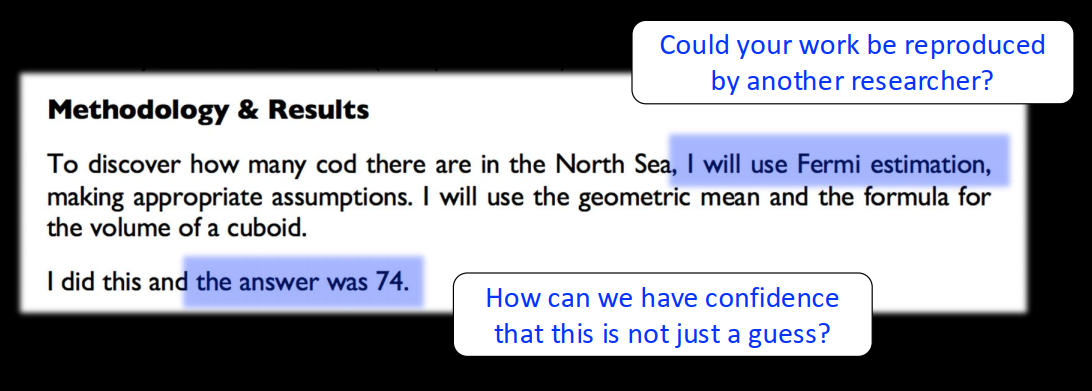 Could your work be reproduced
by another researcher?
Methodology & Results
To discover how many cod there are in the North Sea, I will use Fermi estimation,
making appropriate assumptions. I will use the geometric mean and the formula for
the volume of a cuboid.
I did this and the answer was 74.
How can we have confidence
that this is not just a guess?